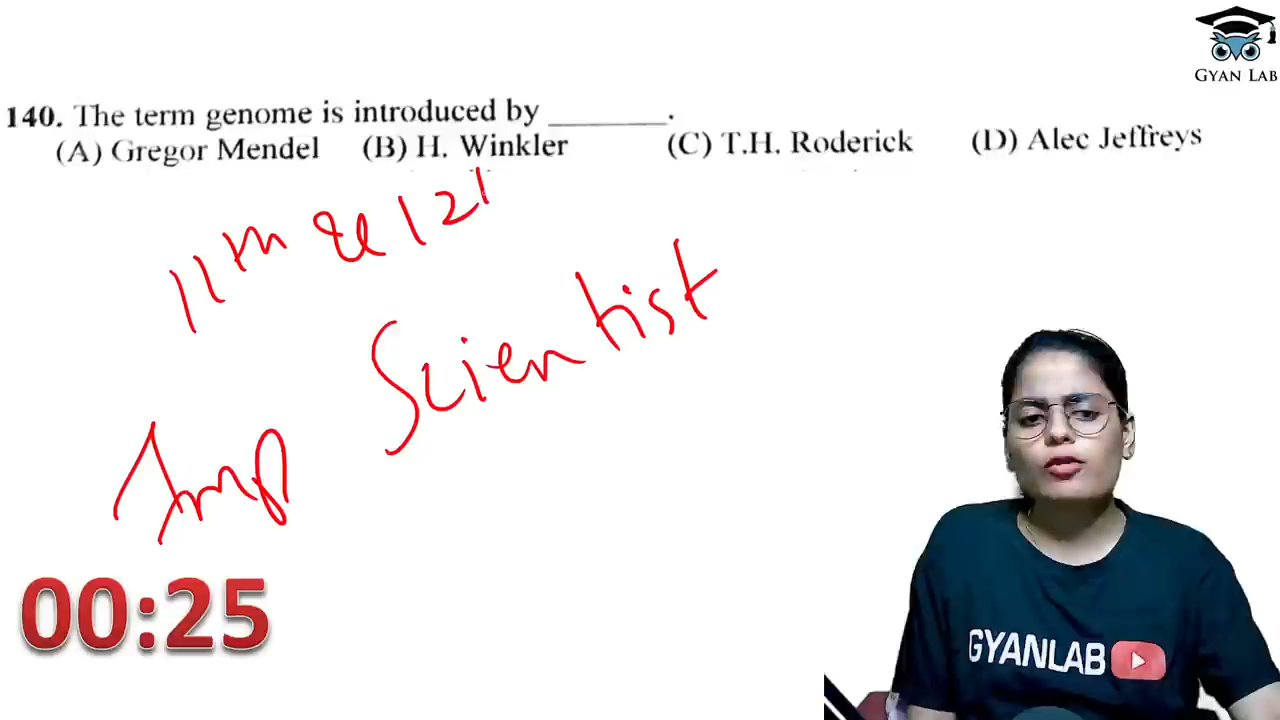 GYAN LAB
140. The term genome is introduced by ________.
(A) Gregor Mendel (B) H. Winkler (C) T.H. Roderick (D) Alec Jeffreys
11th & 12
Scientist
Imp
00:25
GYANLAB